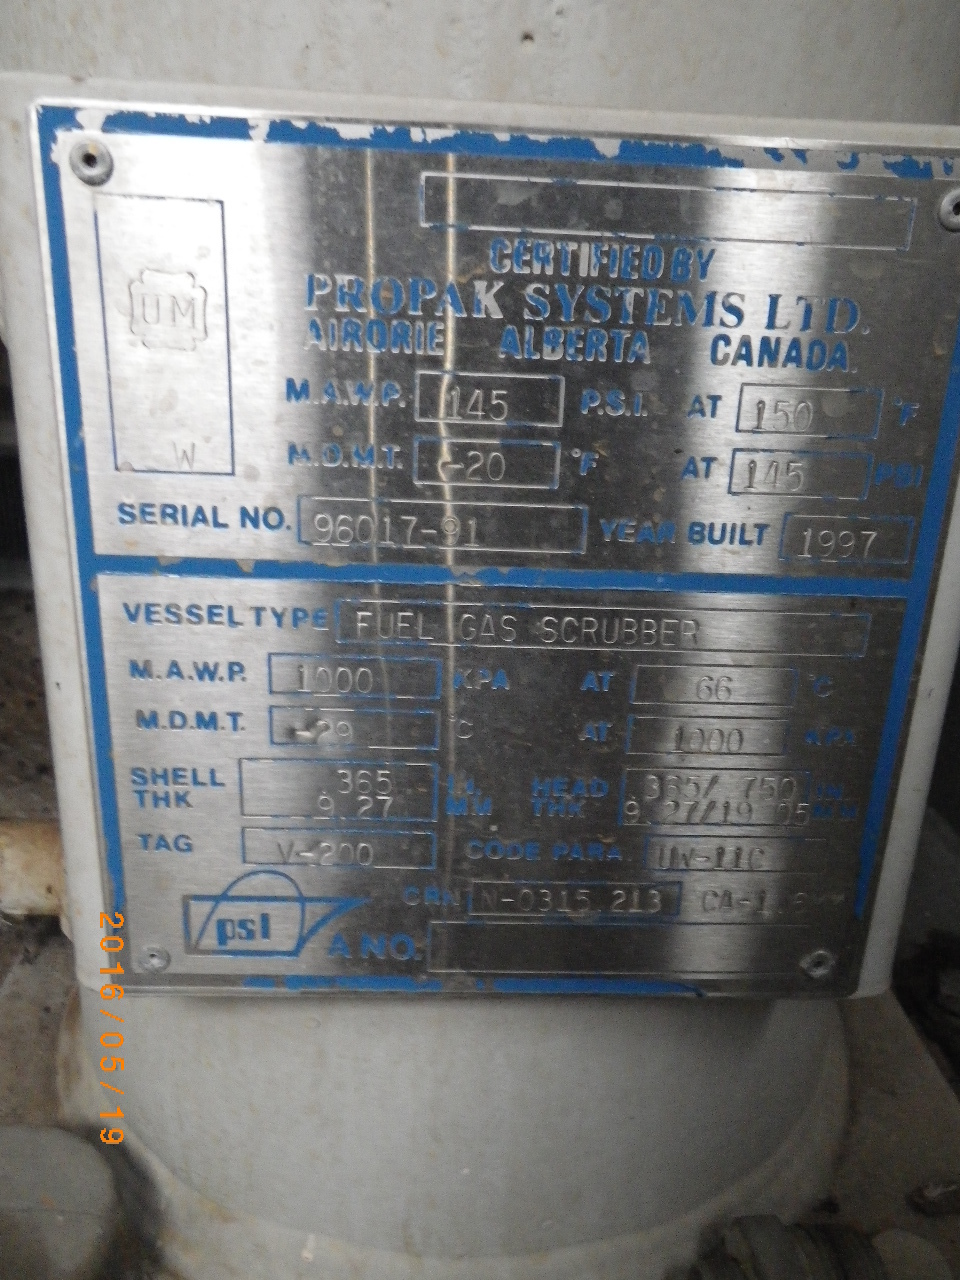 CERTIFIED BY
PROPAK SYSTEMS LTD.
AIRDRIE ALBERTA CANADA
UM
W
M.A.W.P. 145 P.S.I. AT 150 °F
M.D.M.T. -20 °F AT 145 PSI
SERIAL NO. 96017-91 YEAR BUILT 1997
VESSEL TYPE FUEL GAS SCRUBBER
M.A.W.P. 1000 KPA AT 66 °C
M.D.M.T. -29 °C AT 1000 KPA
SHELL THK .365 IN. HEAD THK .365/.750 IN.
9.27 MM 9.27/19.05 MM
TAG V-200 CODE PARA. UW-11C
CRN N-0315.213
psl A NO.
2016/05/19